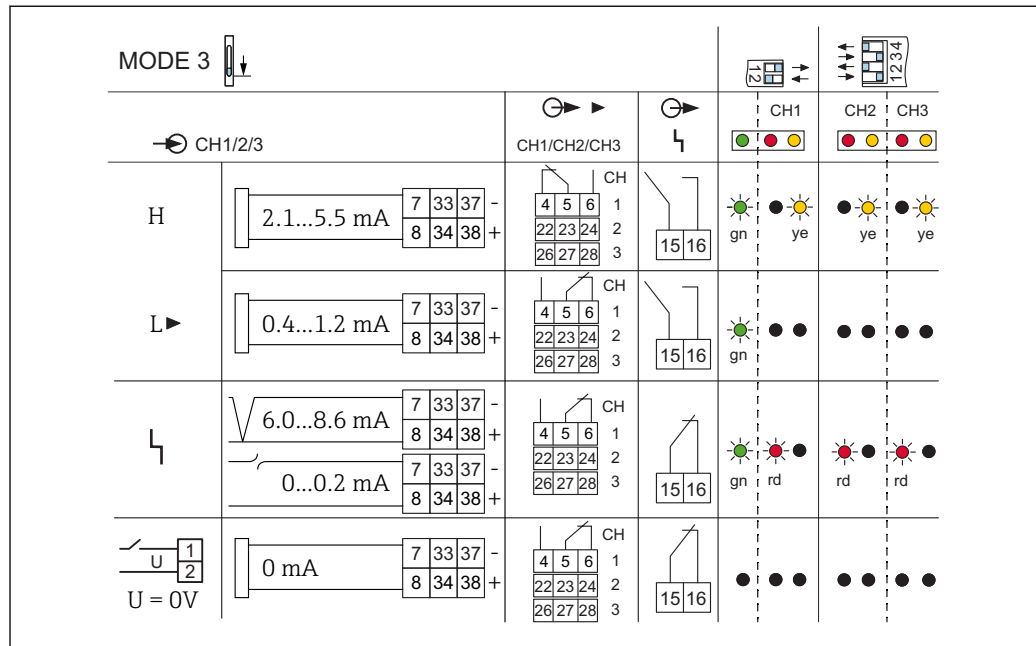 MODE 3
1 2
1 2 3 4
CH1 CH2 CH3
CH1/2/3
CH1/CH2/CH3
H
2.1...5.5 mA
7 33 37 -
8 34 38 +
CH
4 5 6 1
22 23 24 2
26 27 28 3
15 16
gn ye ye ye
L
0.4...1.2 mA
7 33 37 -
8 34 38 +
CH
4 5 6 1
22 23 24 2
26 27 28 3
15 16
gn
6.0...8.6 mA
7 33 37 -
8 34 38 +
0...0.2 mA
7 33 37 -
8 34 38 +
CH
4 5 6 1
22 23 24 2
26 27 28 3
15 16
gn rd rd rd
U
1
2
U = 0V
0 mA
7 33 37 -
8 34 38 +
CH
4 5 6 1
22 23 24 2
26 27 28 3
15 16